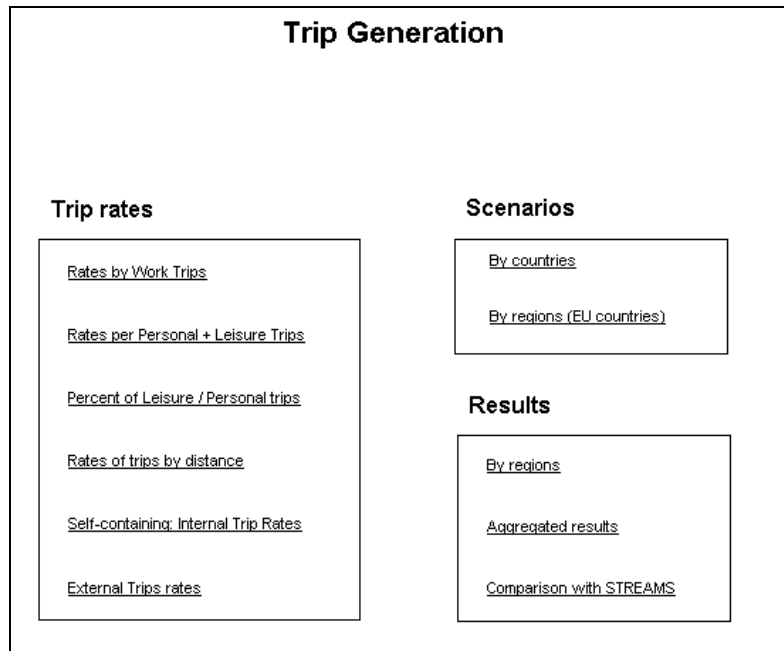 Trip Generation
Trip rates
Rates by Work Trips
Rates per Personal + Leisure Trips
Percent of Leisure / Personal trips
Rates of trips by distance
Self-containing: Internal Trip Rates
External Trips rates
Scenarios
By countries
By regions (EU countries)
Results
By regions
Aggregated results
Comparison with STREAMS